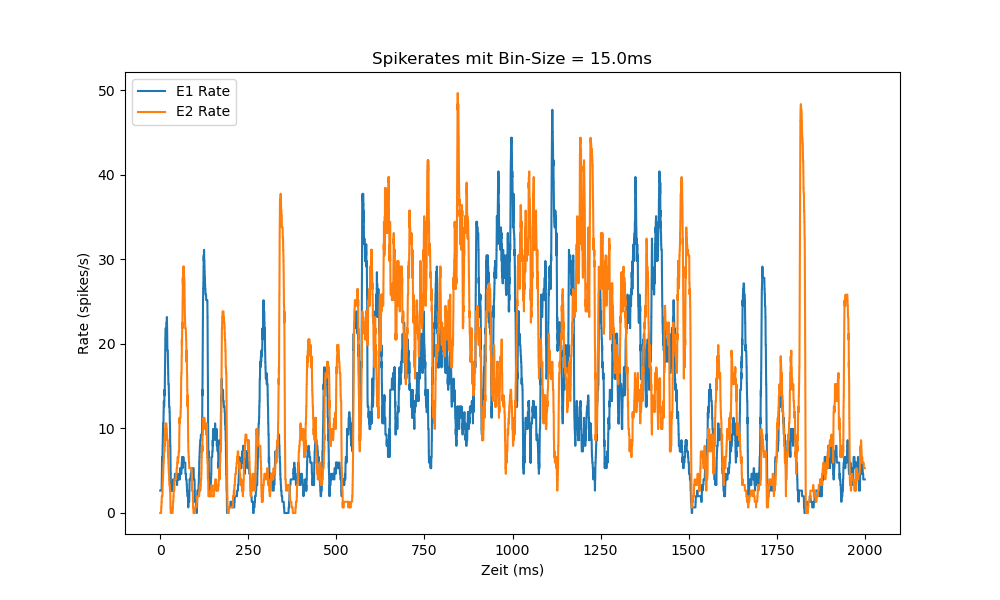 Spikerates mit Bin-Size = 15.0ms
E1 Rate
E2 Rate
50
40
30
20
10
0
Rate (spikes/s)
0 250 500 750 1000 1250 1500 1750 2000
Zeit (ms)